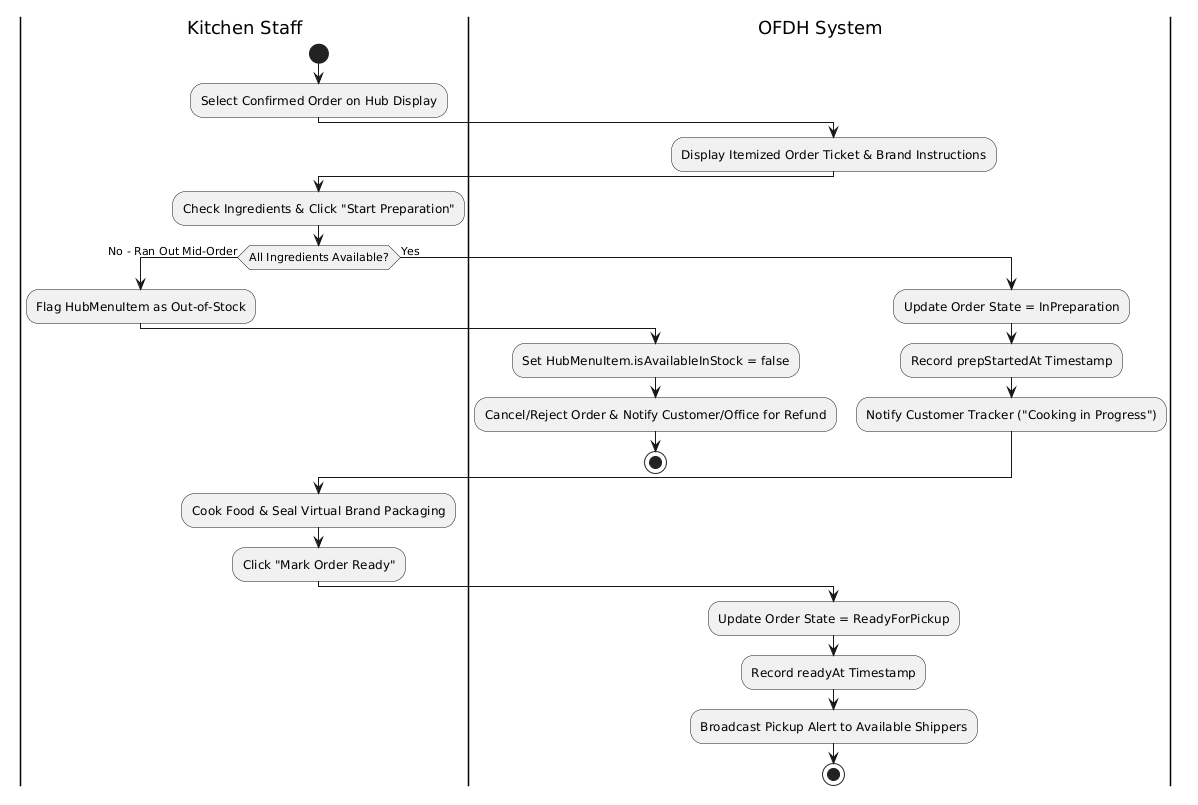 Kitchen Staff
OFDH System
Select Confirmed Order on Hub Display
Display Itemized Order Ticket & Brand Instructions
Check Ingredients & Click "Start Preparation"
No - Ran Out Mid-Order
All Ingredients Available?
Yes
Flag HubMenuItem as Out-of-Stock
Update Order State = InPreparation
Set HubMenuItem.isAvailableInStock = false
Record prepStartedAt Timestamp
Cancel/Reject Order & Notify Customer/Office for Refund
Notify Customer Tracker ("Cooking in Progress")
Cook Food & Seal Virtual Brand Packaging
Click "Mark Order Ready"
Update Order State = ReadyForPickup
Record readyAt Timestamp
Broadcast Pickup Alert to Available Shippers